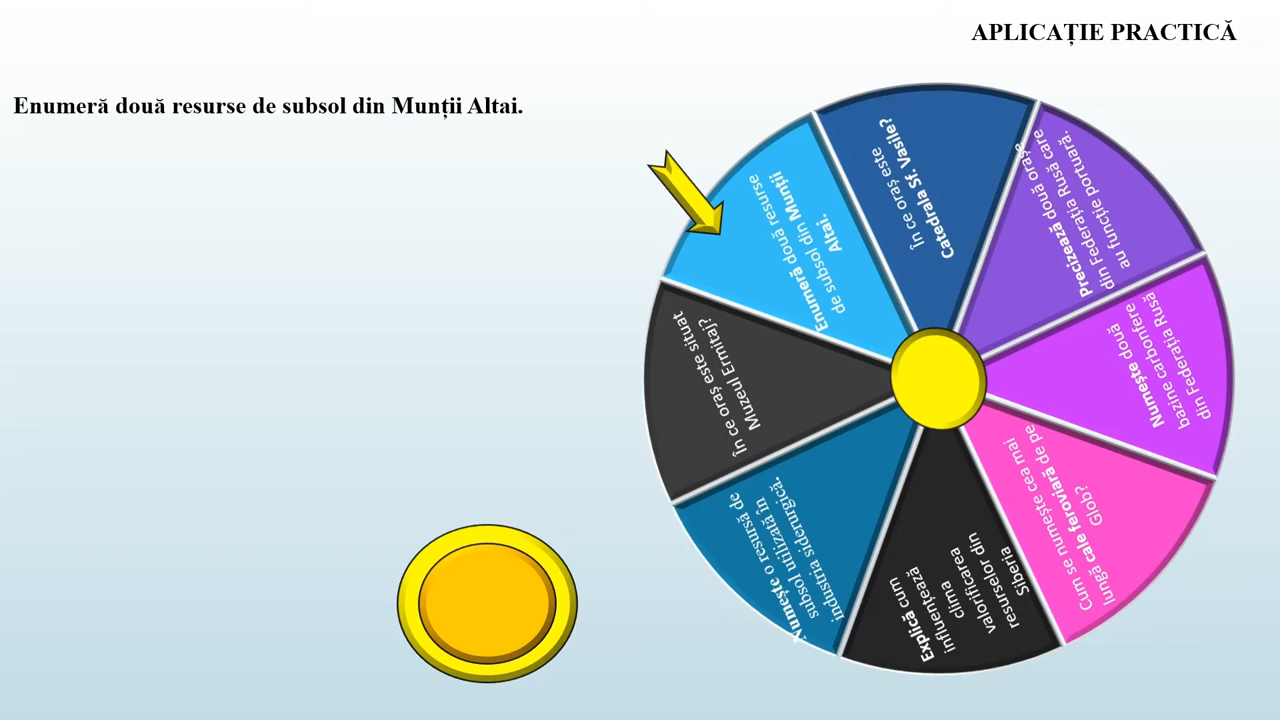 APLICAȚIE PRACTICĂ
Enumeră două resurse de subsol din Munții Altai.
Enumeră două resurse
de subsol din Munții
Altai.
În ce oraș este
Catedrala Sf. Vasile?
Precizează două orașe
din Federația Rusă care
au funcție portuară.
Numește două
bazine carbonfere
din Federația Rusă
Cum se numește cea mai
lungă cale feroviară de pe
Glob?
Explică cum
influențează
clima
valorificarea
resurselor din
Siberia
Numește o resursă de
subsol utilizată în
industria siderurgică.
În ce oraș este situat
Muzeul Ermitaj?